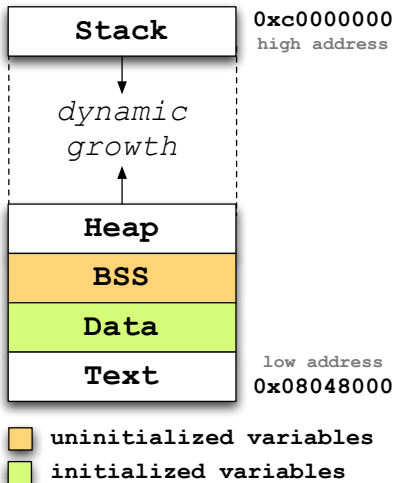 Stack
0xc0000000
high address
dynamic
growth
Heap
BSS
Data
Text
low address
0x08048000
uninitialized variables
initialized variables